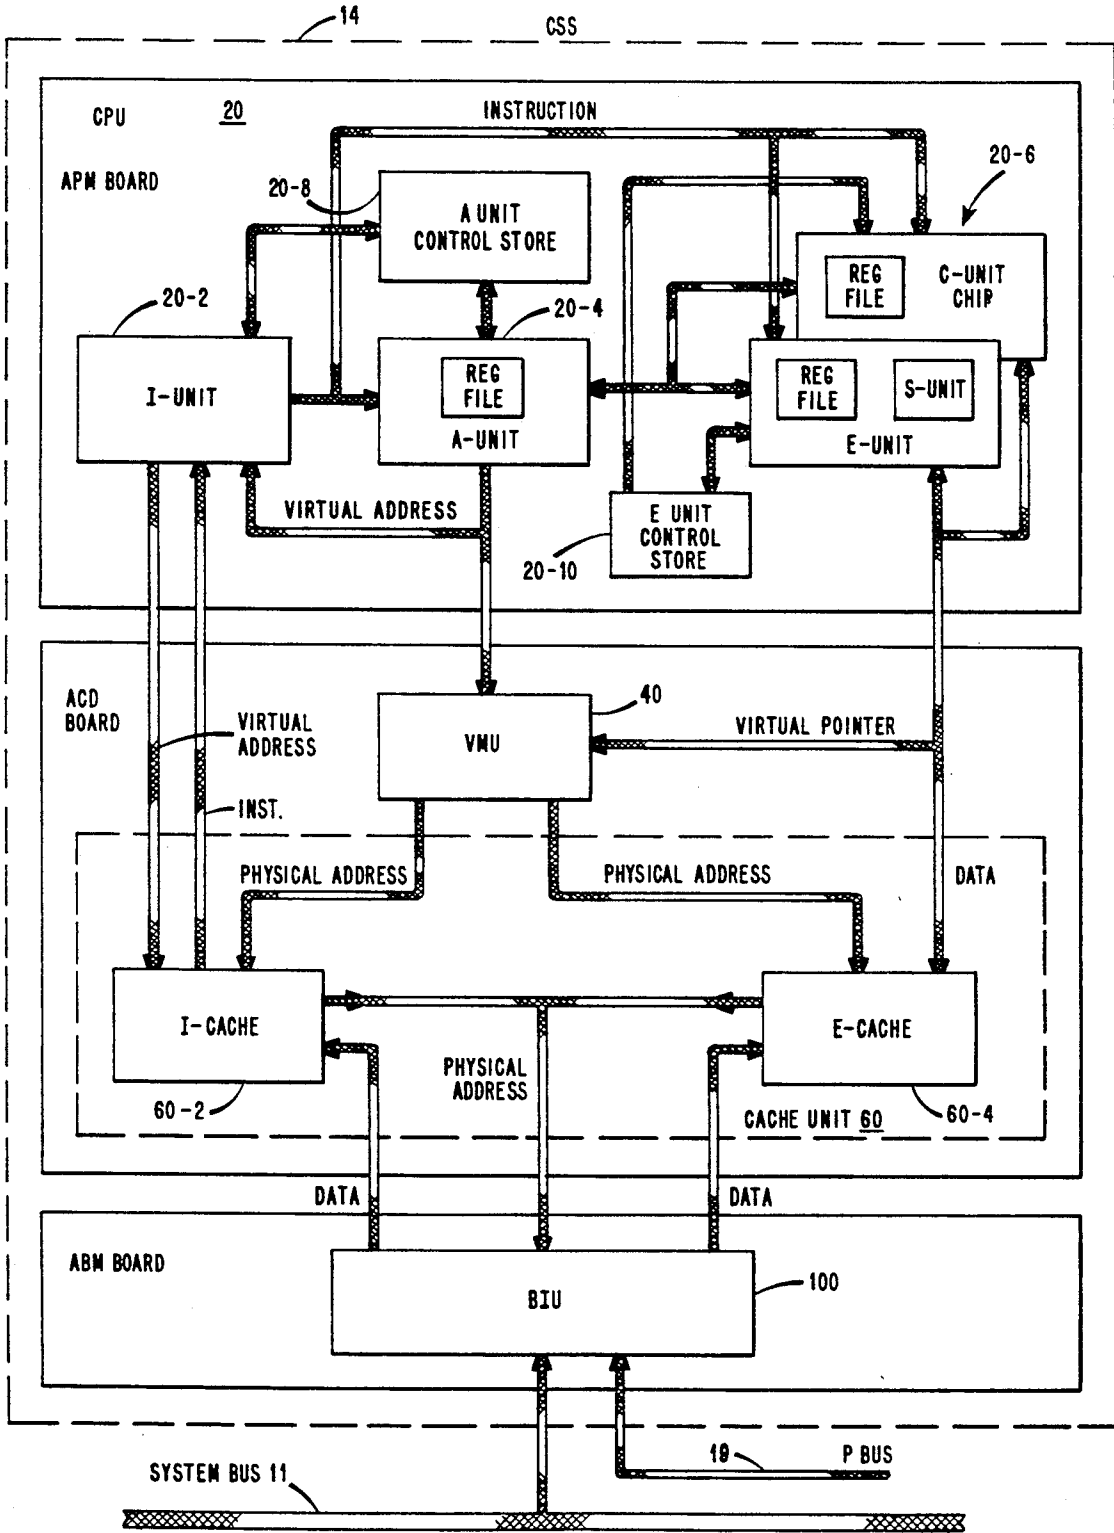 14
CSS
CPU 20
INSTRUCTION
APM BOARD
20-8
20-6
A UNIT
CONTROL STORE
REG
FILE
C-UNIT
CHIP
20-2
20-4
I-UNIT
REG
FILE
A-UNIT
REG
FILE
S-UNIT
E-UNIT
VIRTUAL ADDRESS
E UNIT
CONTROL
STORE
20-10
ACD
BOARD
40
VMU
VIRTUAL
ADDRESS
VIRTUAL POINTER
INST.
PHYSICAL ADDRESS
PHYSICAL ADDRESS
DATA
I-CACHE
E-CACHE
PHYSICAL
ADDRESS
60-2
CACHE UNIT 60
60-4
DATA
DATA
ABM BOARD
BIU
100
19
P BUS
SYSTEM BUS 11